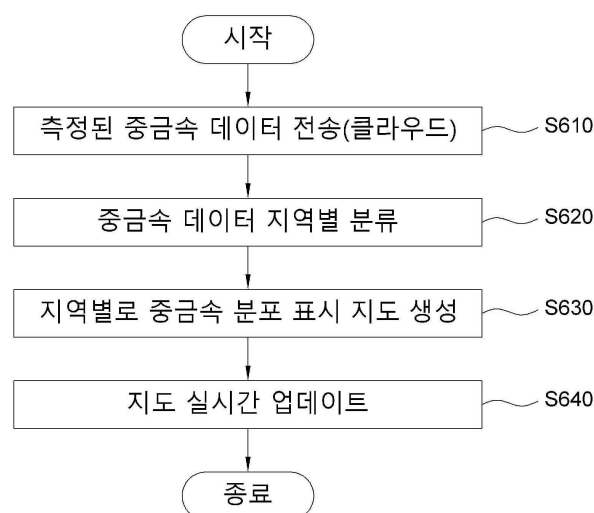 시작
측정된 중금속 데이터 전송(클라우드)
S610
중금속 데이터 지역별 분류
S620
지역별로 중금속 분포 표시 지도 생성
S630
지도 실시간 업데이트
S640
종료